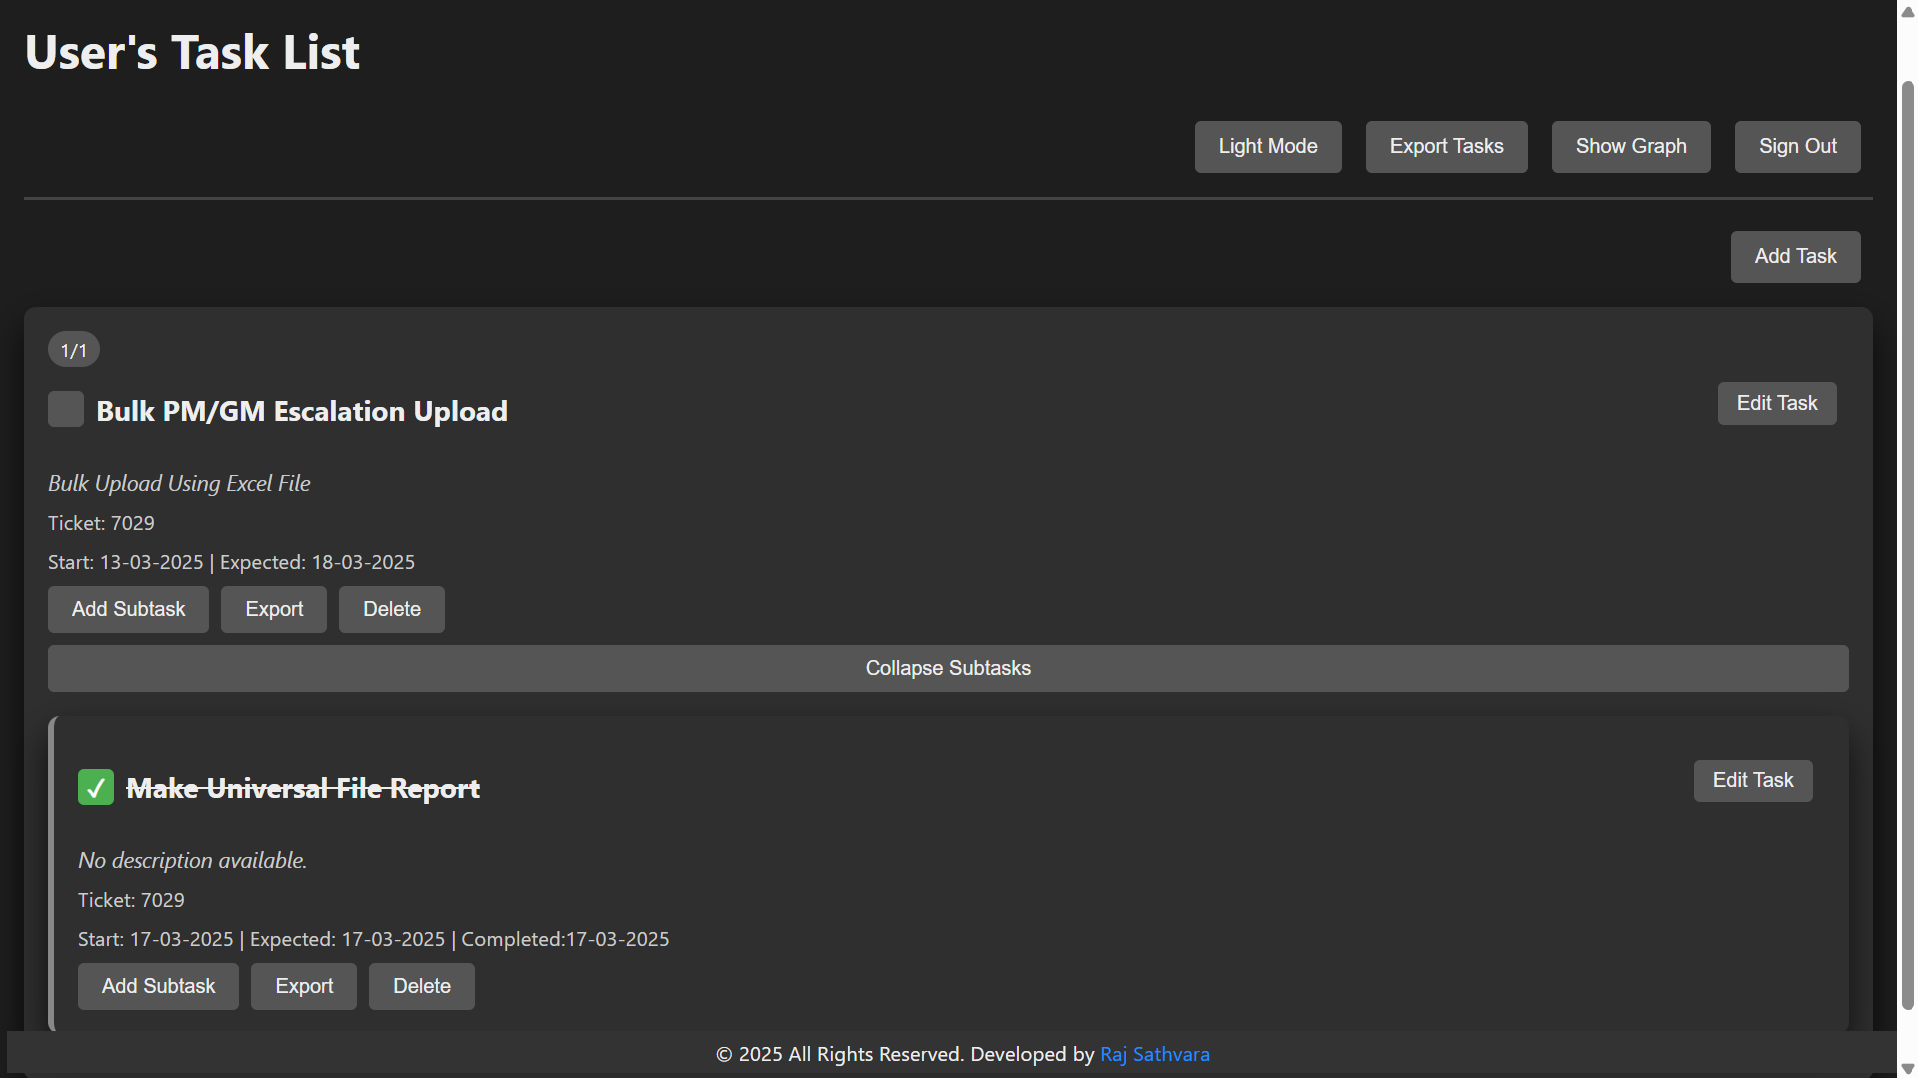 User's Task List
Light Mode Export Tasks Show Graph Sign Out
Add Task
1/1
Bulk PM/GM Escalation Upload
Edit Task
Bulk Upload Using Excel File
Ticket: 7029
Start: 13-03-2025 | Expected: 18-03-2025
Add Subtask Export Delete
Collapse Subtasks
Make Universal File Report
Edit Task
No description available.
Ticket: 7029
Start: 17-03-2025 | Expected: 17-03-2025 | Completed:17-03-2025
Add Subtask Export Delete
© 2025 All Rights Reserved. Developed by Raj Sathvara